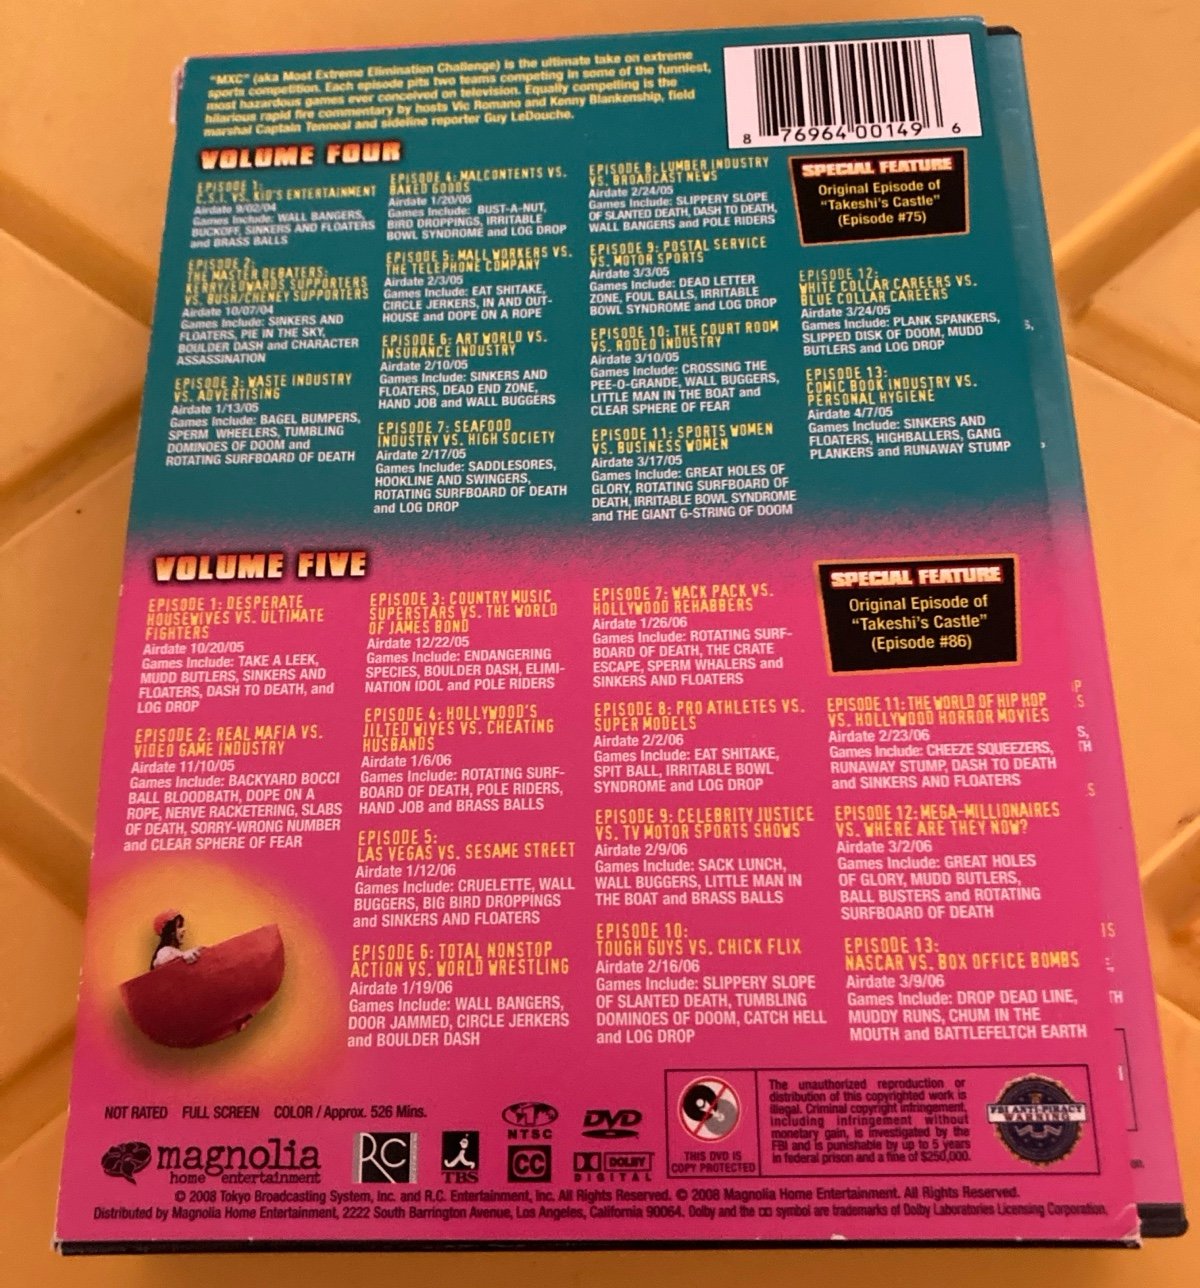 "MXC" (aka Most Extreme Elimination Challenge) is the ultimate take on extreme
sports competition. Each episode pits two teams competing in some of the funniest,
most hazardous games ever conceived on television. Equally compelling is the
hilarious rapid fire commentary by hosts Vic Romano and Kenny Blankenship, field
marshal Captain Tenneal and sideline reporter Guy LeDouche.
8 76964 00149 6
VOLUME FOUR
EPISODE 1:
C.S.I. VS. KID'S ENTERTAINMENT
Airdate 9/02/04
Games Include: WALL BANGERS,
BUCKOFF, SINKERS AND FLOATERS
and BRASS BALLS
EPISODE 2:
THE MASTER DEBATERS:
KERRY/EDWARDS SUPPORTERS
VS. BUSH/CHENEY SUPPORTERS
Airdate 10/07/04
Games Include: SINKERS AND
FLOATERS, PIE IN THE SKY,
BOULDER DASH and CHARACTER
ASSASSINATION
EPISODE 3: WASTE INDUSTRY
VS. ADVERTISING
Airdate 1/13/05
Games Include: BAGEL BUMPERS,
SPERM WHEELERS, TUMBLING
DOMINOES OF DOOM and
ROTATING SURFBOARD OF DEATH
EPISODE 4: MALCONTENTS VS.
BAKED GOODS
Airdate 1/20/05
Games Include: BUST-A-NUT,
BIRD DROPPINGS, IRRITABLE
BOWL SYNDROME and LOG DROP
EPISODE 5: MALL WORKERS VS.
THE TELEPHONE COMPANY
Airdate 2/3/05
Games Include: EAT SHITAKE,
CIRCLE JERKERS, IN AND OUT-
HOUSE and DOPE ON A ROPE
EPISODE 6: ART WORLD VS.
INSURANCE INDUSTRY
Airdate 2/10/05
Games Include: SINKERS AND
FLOATERS, DEAD END ZONE,
HAND JOB and WALL BUGGERS
EPISODE 7: SEAFOOD
INDUSTRY VS. HIGH SOCIETY
Airdate 2/17/05
Games Include: SADDLESORES,
HOOKLINE AND SWINGERS,
ROTATING SURFBOARD OF DEATH
and LOG DROP
EPISODE 8: LUMBER INDUSTRY
VS. BROADCAST NEWS
Airdate 2/24/05
Games Include: SLIPPERY SLOPE
OF SLANTED DEATH, DASH TO DEATH,
WALL BANGERS and POLE RIDERS
EPISODE 9: POSTAL SERVICE
VS. MOTOR SPORTS
Airdate 3/3/05
Games Include: DEAD LETTER
ZONE, FOUL BALLS, IRRITABLE
BOWL SYNDROME and LOG DROP
EPISODE 10: THE COURT ROOM
VS. RODEO INDUSTRY
Airdate 3/10/05
Games Include: CROSSING THE
PEE-O-GRANDE, WALL BUGGERS,
LITTLE MAN IN THE BOAT and
CLEAR SPHERE OF FEAR
EPISODE 11: SPORTS WOMEN
VS. BUSINESS WOMEN
Airdate 3/17/05
Games Include: GREAT HOLES OF
GLORY, ROTATING SURFBOARD OF
DEATH, IRRITABLE BOWL SYNDROME
and THE GIANT G-STRING OF DOOM
SPECIAL FEATURE
Original Episode of
"Takeshi's Castle"
(Episode #75)
EPISODE 12:
WHITE COLLAR CAREERS VS.
BLUE COLLAR CAREERS
Airdate 3/24/05
Games Include: PLANK SPANKERS,
SLIPPED DISK OF DOOM, MUDD
BUTLERS and LOG DROP
EPISODE 13:
COMIC BOOK INDUSTRY VS.
PERSONAL HYGIENE
Airdate 4/7/05
Games Include: SINKERS AND
FLOATERS, HIGHBALLERS, GANG
PLANKERS and RUNAWAY STUMP
VOLUME FIVE
EPISODE 1: DESPERATE
HOUSEWIVES VS. ULTIMATE
FIGHTERS
Airdate 10/20/05
Games Include: TAKE A LEEK,
MUDD BUTLERS, SINKERS AND
FLOATERS, DASH TO DEATH, and
LOG DROP
EPISODE 2: REAL MAFIA VS.
VIDEO GAME INDUSTRY
Airdate 11/10/05
Games Include: BACKYARD BOCCI
BALL BLOODBATH, DOPE ON A
ROPE, NERVE RACKETERING, SLABS
OF DEATH, SORRY-WRONG NUMBER
and CLEAR SPHERE OF FEAR
EPISODE 3: COUNTRY MUSIC
SUPERSTARS VS. THE WORLD
OF JAMES BOND
Airdate 12/22/05
Games Include: ENDANGERING
SPECIES, BOULDER DASH, ELIMI-
NATION IDOL and POLE RIDERS
EPISODE 4: HOLLYWOOD'S
JILTED WIVES VS. CHEATING
HUSBANDS
Airdate 1/6/06
Games Include: ROTATING SURF-
BOARD OF DEATH, POLE RIDERS,
HAND JOB and BRASS BALLS
EPISODE 5:
LAS VEGAS VS. SESAME STREET
Airdate 1/12/06
Games Include: CRUELETTE, WALL
BUGGERS, BIG BIRD DROPPINGS
and SINKERS AND FLOATERS
EPISODE 6: TOTAL NONSTOP
ACTION VS. WORLD WRESTLING
Airdate 1/19/06
Games Include: WALL BANGERS,
DOOR JAMMED, CIRCLE JERKERS
and BOULDER DASH
EPISODE 7: WACK PACK VS.
HOLLYWOOD REHABBERS
Airdate 1/26/06
Games Include: ROTATING SURF-
BOARD OF DEATH, THE CRATE
ESCAPE, SPERM WHALERS and
SINKERS AND FLOATERS
EPISODE 8: PRO ATHLETES VS.
SUPER MODELS
Airdate 2/2/06
Games Include: EAT SHITAKE,
SPIT BALL, IRRITABLE BOWL
SYNDROME and LOG DROP
EPISODE 9: CELEBRITY JUSTICE
VS. TV MOTOR SPORTS SHOWS
Airdate 2/9/06
Games Include: SACK LUNCH,
WALL BUGGERS, LITTLE MAN IN
THE BOAT and BRASS BALLS
EPISODE 10:
TOUGH GUYS VS. CHICK FLIX
Airdate 2/16/06
Games Include: SLIPPERY SLOPE
OF SLANTED DEATH, TUMBLING
DOMINOES OF DOOM, CATCH HELL
and LOG DROP
SPECIAL FEATURE
Original Episode of
"Takeshi's Castle"
(Episode #86)
EPISODE 11: THE WORLD OF HIP HOP
VS. HOLLYWOOD HORROR MOVIES
Airdate 2/23/06
Games Include: CHEEZE SQUEEZERS,
RUNAWAY STUMP, DASH TO DEATH
and SINKERS AND FLOATERS
EPISODE 12: MEGA-MILLIONAIRES
VS. WHERE ARE THEY NOW?
Airdate 3/2/06
Games Include: GREAT HOLES
OF GLORY, MUDD BUTLERS,
BALL BUSTERS and ROTATING
SURFBOARD OF DEATH
EPISODE 13:
NASCAR VS. BOX OFFICE BOMBS
Airdate 3/9/06
Games Include: DROP DEAD LINE,
MUDDY RUNS, CHUM IN THE
MOUTH and BATTLEFELTCH EARTH
NOT RATED FULL SCREEN COLOR / Approx. 526 Mins.
magnolia
home entertainment
RC
TBS
NTSC
CC
DVD
DOLBY
DIGITAL
THIS DVD IS
COPY PROTECTED
The unauthorized reproduction or
distribution of this copyrighted work is
illegal. Criminal copyright infringement,
including infringement without
monetary gain, is investigated by the
FBI and is punishable by up to 5 years
in federal prison and a fine of $250,000.
FBI ANTI-PIRACY
WARNING
© 2008 Tokyo Broadcasting System, Inc. and R.C. Entertainment, Inc. All Rights Reserved. © 2008 Magnolia Home Entertainment. All Rights Reserved.
Distributed by Magnolia Home Entertainment, 2222 South Barrington Avenue, Los Angeles, California 90064. Dolby and the DD symbol are trademarks of Dolby Laboratories Licensing Corporation.